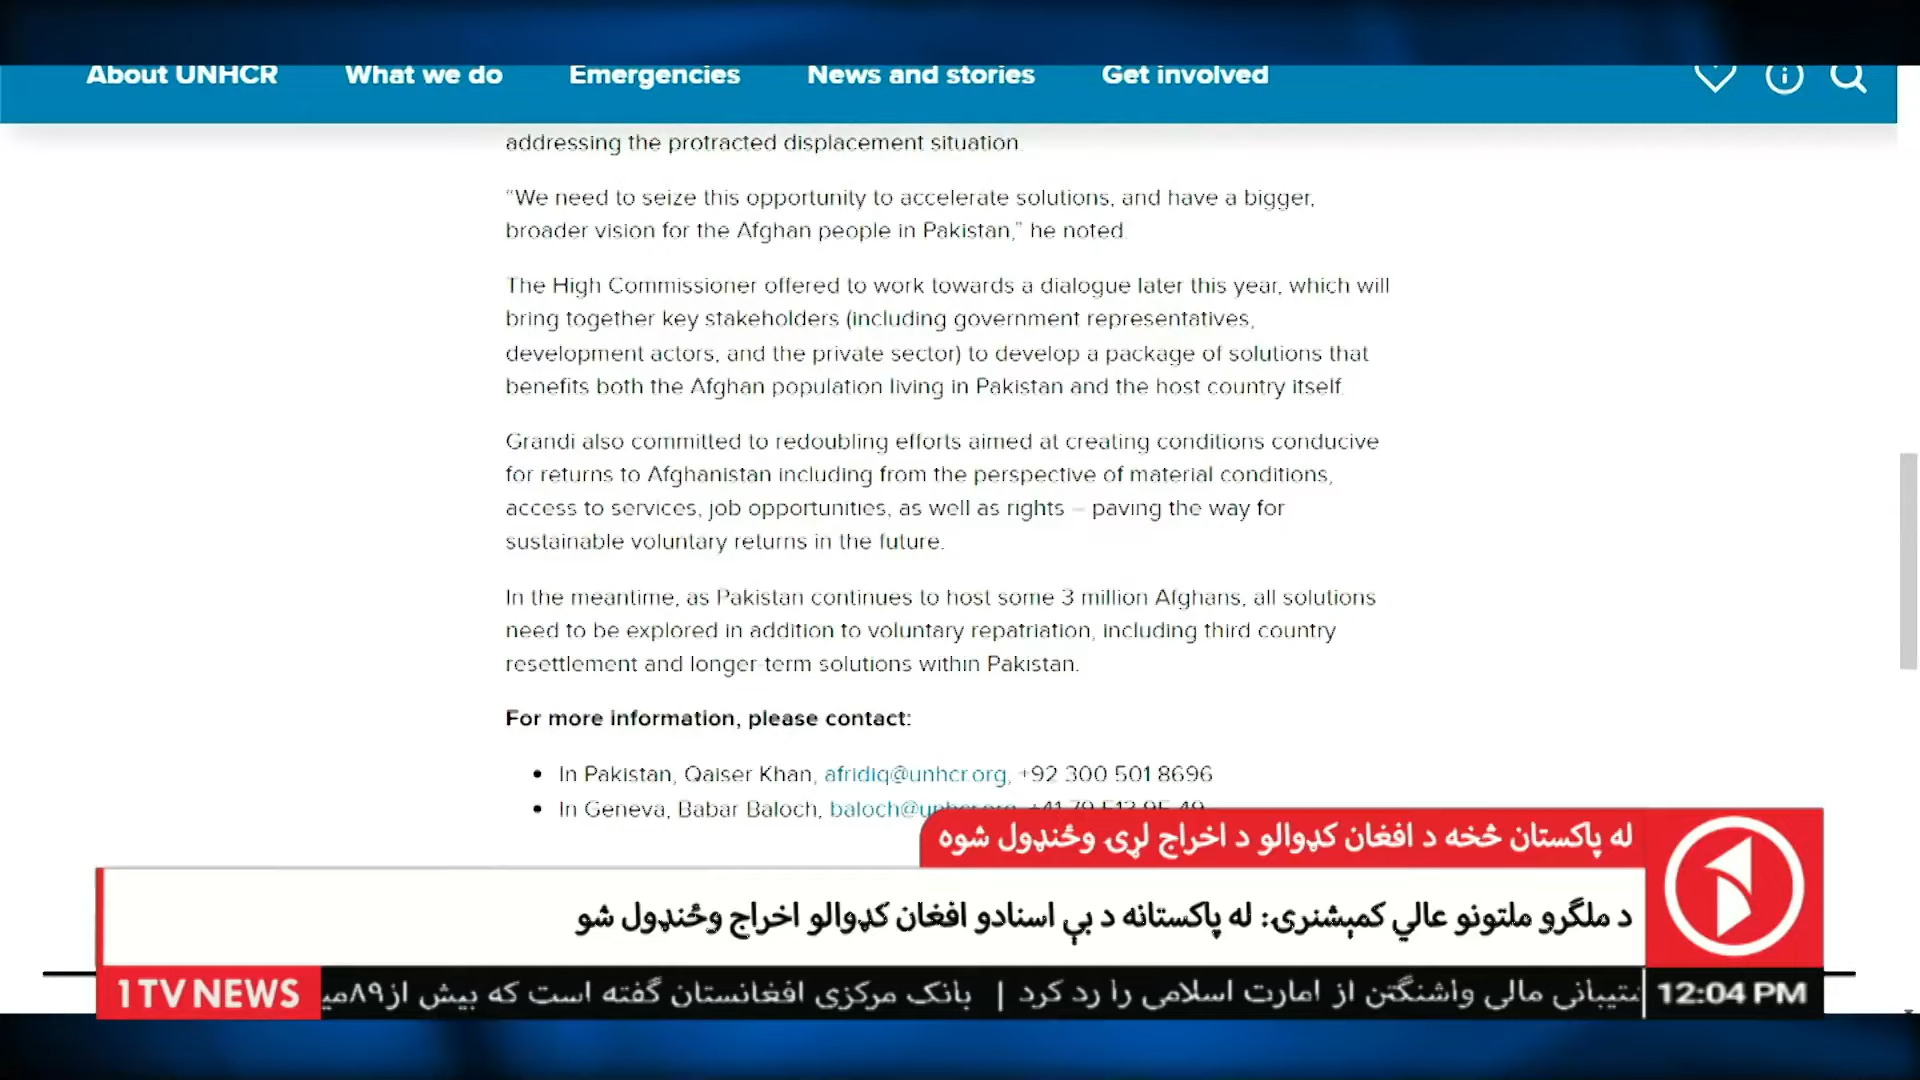 About UNHCR
What we do
Emergencies
News and stories
Get involved
addressing the protracted displacement situation.
“We need to seize this opportunity to accelerate solutions, and have a bigger,
broader vision for the Afghan people in Pakistan,” he noted.
The High Commissioner offered to work towards a dialogue later this year, which will
bring together key stakeholders (including government representatives,
development actors, and the private sector) to develop a package of solutions that
benefits both the Afghan population living in Pakistan and the host country itself.
Grandi also committed to redoubling efforts aimed at creating conditions conducive
for returns to Afghanistan including from the perspective of material conditions,
access to services, job opportunities, as well as rights – paving the way for
sustainable voluntary returns in the future.
In the meantime, as Pakistan continues to host some 3 million Afghans, all solutions
need to be explored in addition to voluntary repatriation, including third country
resettlement and longer-term solutions within Pakistan.
For more information, please contact:
In Pakistan, Qaiser Khan, afridiq@unhcr.org, +92 300 501 8696
In Geneva, Babar Baloch, baloch@unhcr.org, +41 79 513 95 49
له پاکستان څخه د افغان کډوالو د اخراج لړۍ وځنډول شوه
د ملګرو ملتونو عالي کمېشنرۍ: له پاکستانه د بې اسنادو افغان کډوالو اخراج وځنډول شو
1TV NEWS
مالی واشنگتن از امارت اسلامی را رد کرد | بانک مرکزی افغانستان گفته است که بیش از ۸۹
12:04 PM